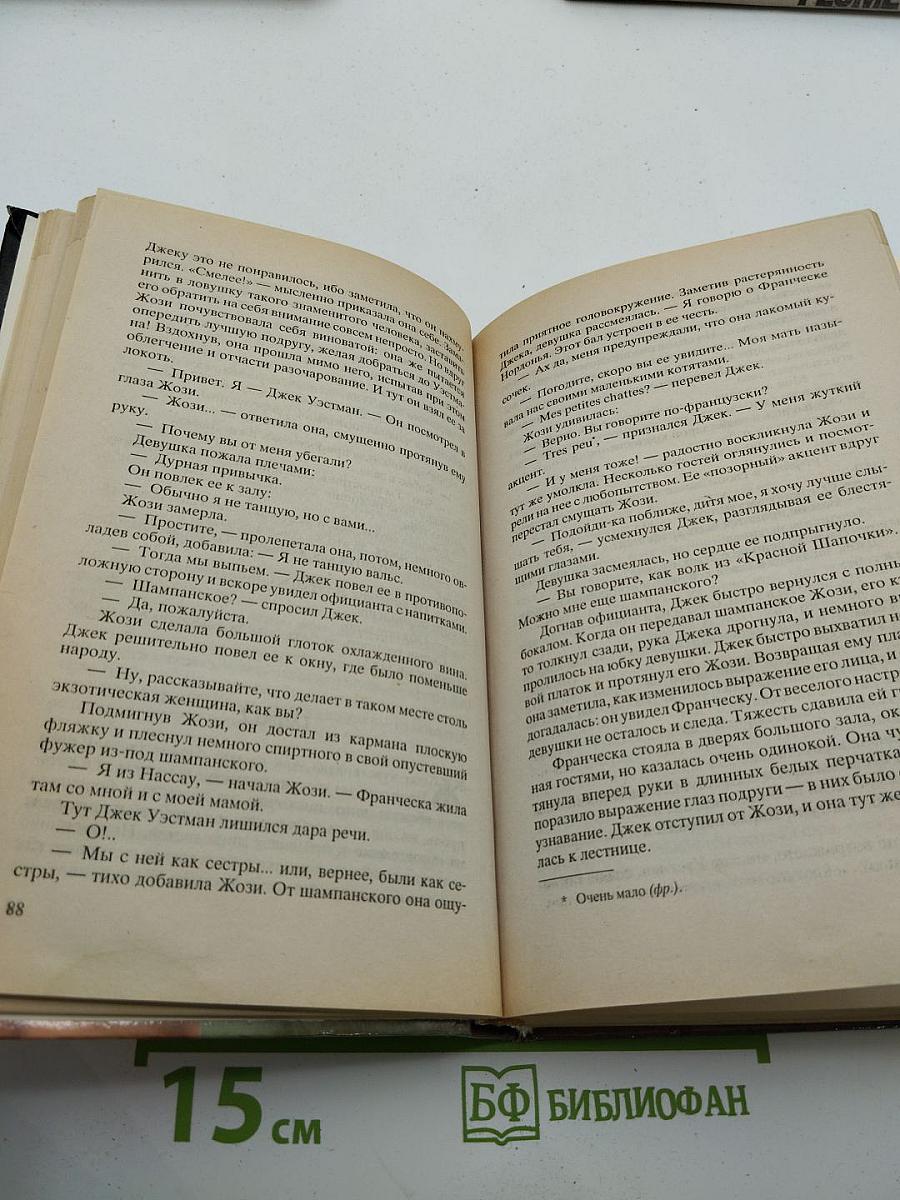 Джеку это не понравилось, ибо заметила, что он нахму-
рился. «Смелее!» — мысленно приказала она себе. Зама-
нить в ловушку такого знаменитого человека, заставить
его обратить на себя внимание совсем непросто. Но вдруг
Жози почувствовала себя виноватой: она же пытается
опередить лучшую подругу, желая добраться до Уэстма-
на! Вздохнув, она прошла мимо него, испытав при этом
облегчение и отчасти разочарование. И тут он взял ее за
локоть.
— Привет. Я — Джек Уэстман. — Он посмотрел в
глаза Жози.
— Жози... — ответила она, смущенно протянув ему
руку.
— Почему вы от меня убегали?
Девушка пожала плечами:
— Дурная привычка.
Он повлек ее к залу:
— Обычно я не танцую, но с вами...
Жози замерла.
— Простите, — пролепетала она, потом, немного ов-
ладев собой, добавила: — Я не танцую вальс.
— Тогда мы выпьем. — Джек повел ее в противопо-
ложную сторону и вскоре увидел официанта с напитками.
— Шампанское? — спросил Джек.
— Да, пожалуйста.
Жози сделала большой глоток охлажденного вина.
Джек решительно повел ее к окну, где было поменьше
народу.
— Ну, рассказывайте, что делает в таком месте столь
экзотическая женщина, как вы?
Подмигнув Жози, он достал из кармана плоскую
фляжку и плеснул немного спиртного в свой опустевший
фужер из-под шампанского.
— Я из Нассау, — начала Жози. — Франческа жила
там со мной и с моей мамой.
Тут Джек Уэстман лишился дара речи.
— О!..
— Мы с ней как сестры... или, вернее, были как се-
стры, — тихо добавила Жози. От шампанского она ощу-
88
тила приятное головокружение. Заметив растерянность
Джека, девушка рассмеялась. — Я говорю о Франческе
Нордонья. Этот бал устроен в ее честь.
— Ах да, меня предупреждали, что она лакомый ку-
сочек.
— Погодите, скоро вы ее увидите... Моя мать назы-
вала нас своими маленькими котятами.
— Mes petites chattes? — перевел Джек.
Жози удивилась:
— Верно. Вы говорите по-французски?
— Tres peu*, — признался Джек. — У меня жуткий
акцент.
— И у меня тоже! — радостно воскликнула Жози и
тут же умолкла. Несколько гостей оглянулись и посмот-
рели на нее с любопытством. Ее «позорный» акцент вдруг
перестал смущать Жози.
— Подойди-ка поближе, дитя мое, я хочу лучше слы-
шать тебя, — усмехнулся Джек, разглядывая ее блестя-
щими глазами.
Девушка засмеялась, но сердце ее подпрыгнуло.
— Вы говорите, как волк из «Красной Шапочки».
Можно мне еще шампанского?
Догнав официанта, Джек быстро вернулся с полны
бокалом. Когда он передавал шампанское Жози, его к
то толкнул сзади, рука Джека дрогнула, и немного в
пролилось на юбку девушки. Джек быстро выхватил н
вой платок и протянул его Жози. Возвращая ему пла
она заметила, как изменилось выражение его лица, и
догадалась: он увидел Франческу. От веселого настр
девушки не осталось и следа. Тяжесть сдавила ей г
Франческа стояла в дверях большого зала, ок
ная гостями, но казалась очень одинокой. Она чу
тянула вперед руки в длинных белых перчатка
поразило выражение глаз подруги — в них было
узнавание. Джек отступил от Жози, и она тут же
лась к лестнице.
* Очень мало (фр.).
15 см
БФ БИБЛИОФАН